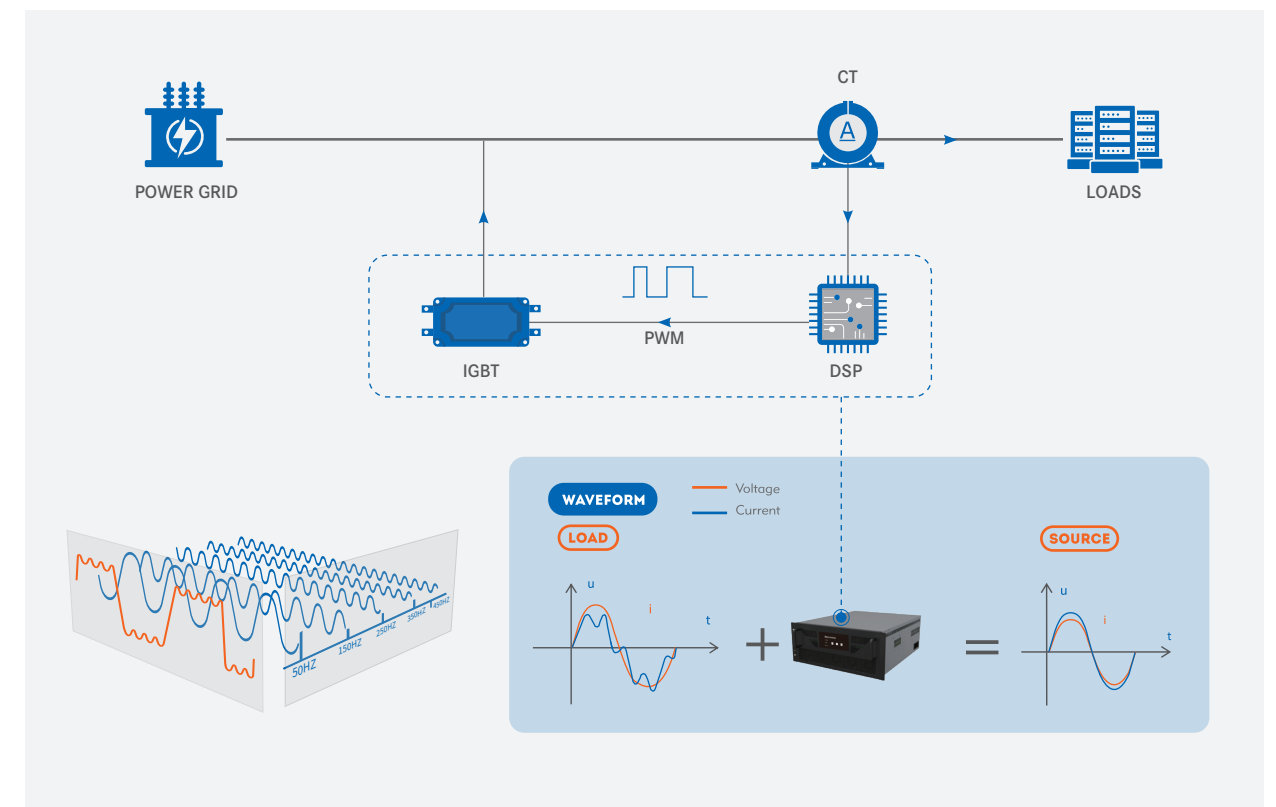 CT
A
POWER GRID
LOADS
PWM
IGBT
DSP
WAVEFORM
Voltage
Current
LOAD
SOURCE
u
i
t
u
i
t
50HZ
150HZ
250HZ
350HZ
450HZ